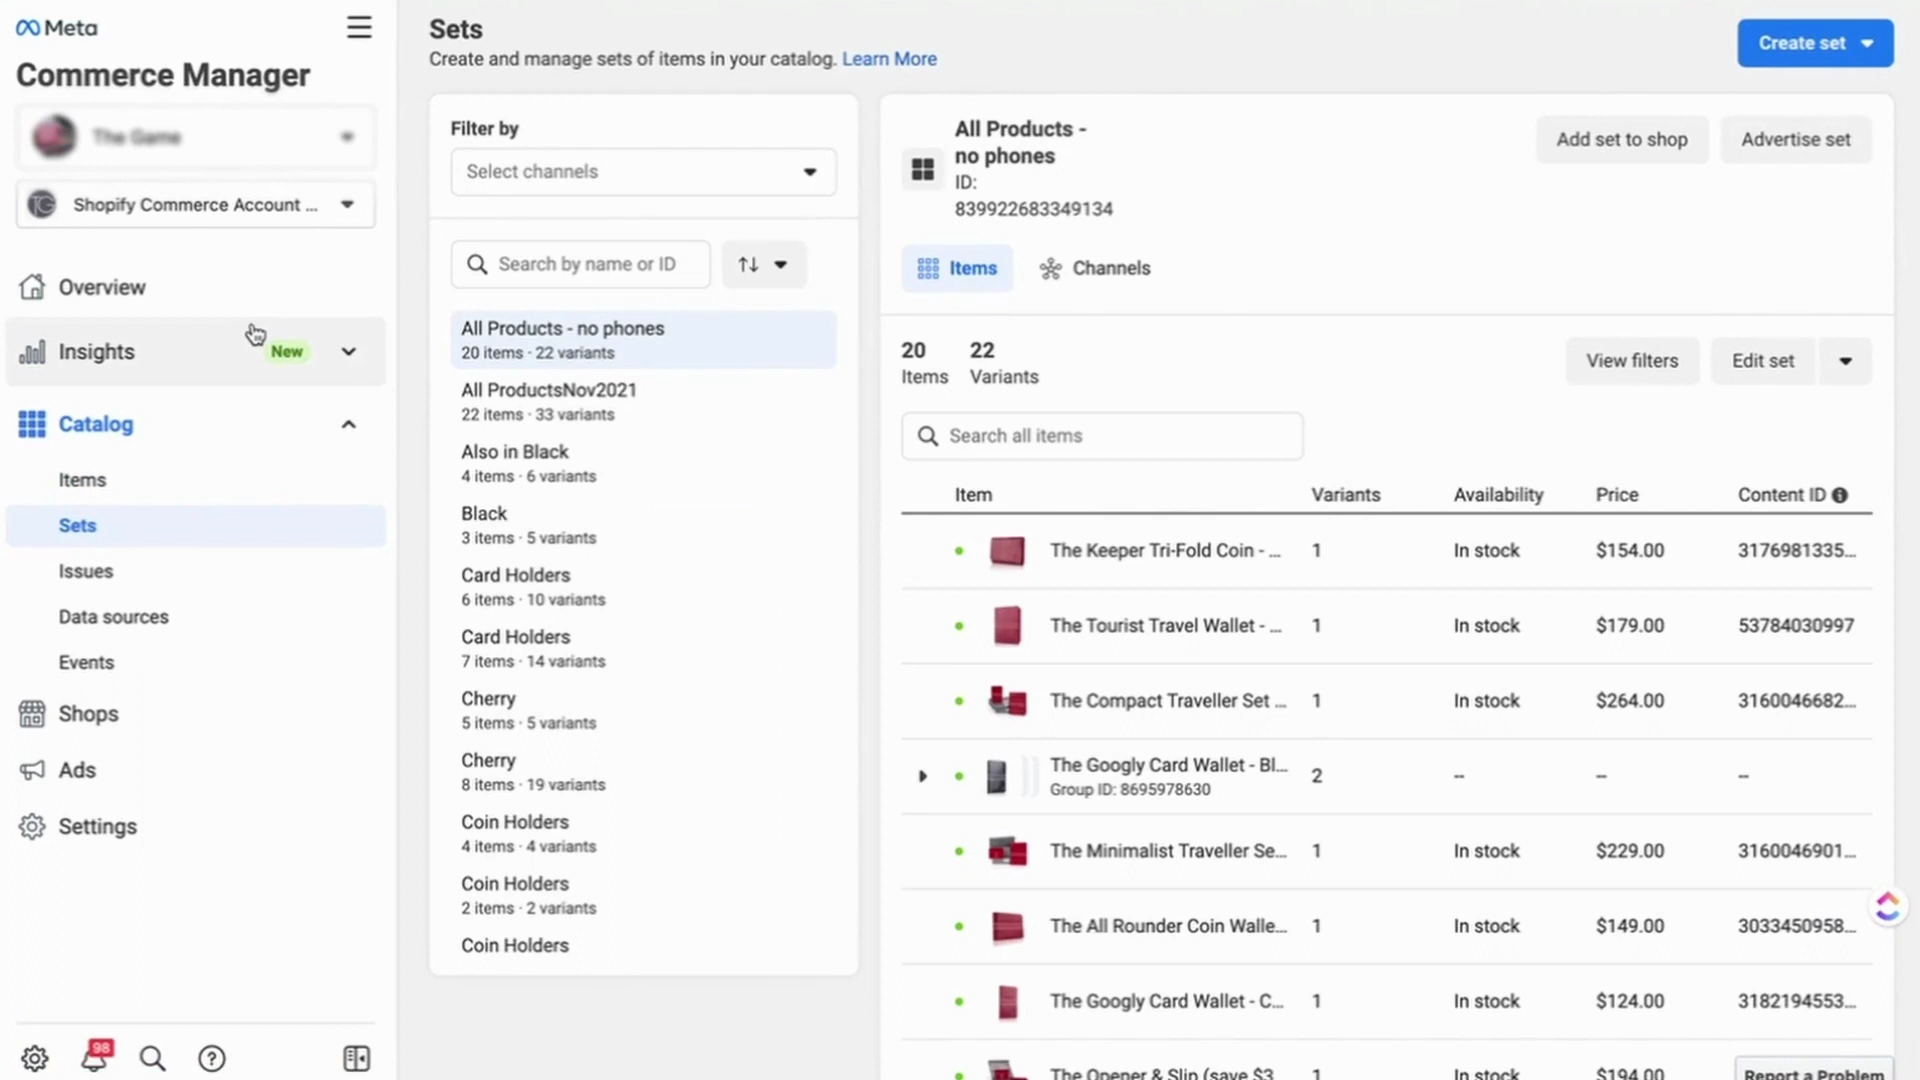 Meta
Commerce Manager
The Game
Shopify Commerce Account ...
Overview
Insights
New
Catalog
Items
Sets
Issues
Data sources
Events
Shops
Ads
Settings
98
Sets
Create and manage sets of items in your catalog. Learn More
Create set
Filter by
Select channels
Search by name or ID
All Products - no phones
20 items · 22 variants
All ProductsNov2021
22 items · 33 variants
Also in Black
4 items · 6 variants
Black
3 items · 5 variants
Card Holders
6 items · 10 variants
Card Holders
7 items · 14 variants
Cherry
5 items · 5 variants
Cherry
8 items · 19 variants
Coin Holders
4 items · 4 variants
Coin Holders
2 items · 2 variants
Coin Holders
All Products -
no phones
ID:
839922683349134
Add set to shop
Advertise set
Items
Channels
20 22
Items Variants
View filters
Edit set
Search all items
Item Variants Availability Price Content ID
The Keeper Tri-Fold Coin - ... 1 In stock $154.00 3176981335...
The Tourist Travel Wallet - ... 1 In stock $179.00 53784030997
The Compact Traveller Set ... 1 In stock $264.00 3160046682...
The Googly Card Wallet - Bl... 2 -- -- --
Group ID: 8695978630
The Minimalist Traveller Se... 1 In stock $229.00 3160046901...
The All Rounder Coin Walle... 1 In stock $149.00 3033450958...
The Googly Card Wallet - C... 1 In stock $124.00 3182194553...
The Opener & Slip (save $3 1 In stock $194.00
Report a Problem